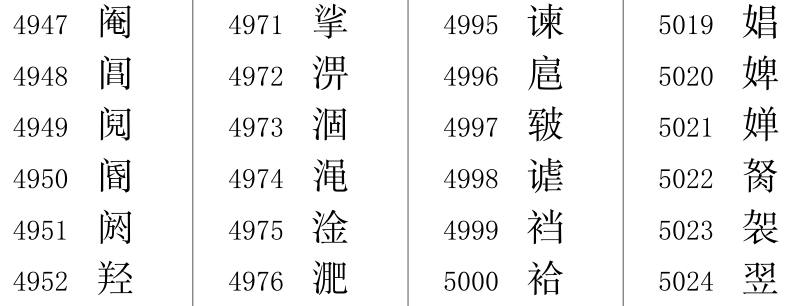 4947 阉 4971 挲 4995 谏 5019 娼
4948 阊 4972 淠 4996 扈 5020 婢
4949 阋 4973 涸 4997 皲 5021 婵
4950 阍 4974 渑 4998 谑 5022 胬
4951 阏 4975 淦 4999 裆 5023 袈
4952 羟 4976 淝 5000 袷 5024 翌